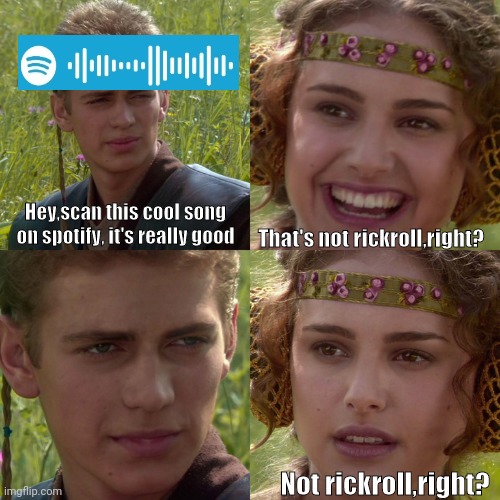 Hey,scan this cool song
on spotify, it's really good
That's not rickroll,right?
Not rickroll,right?
imgflip.com